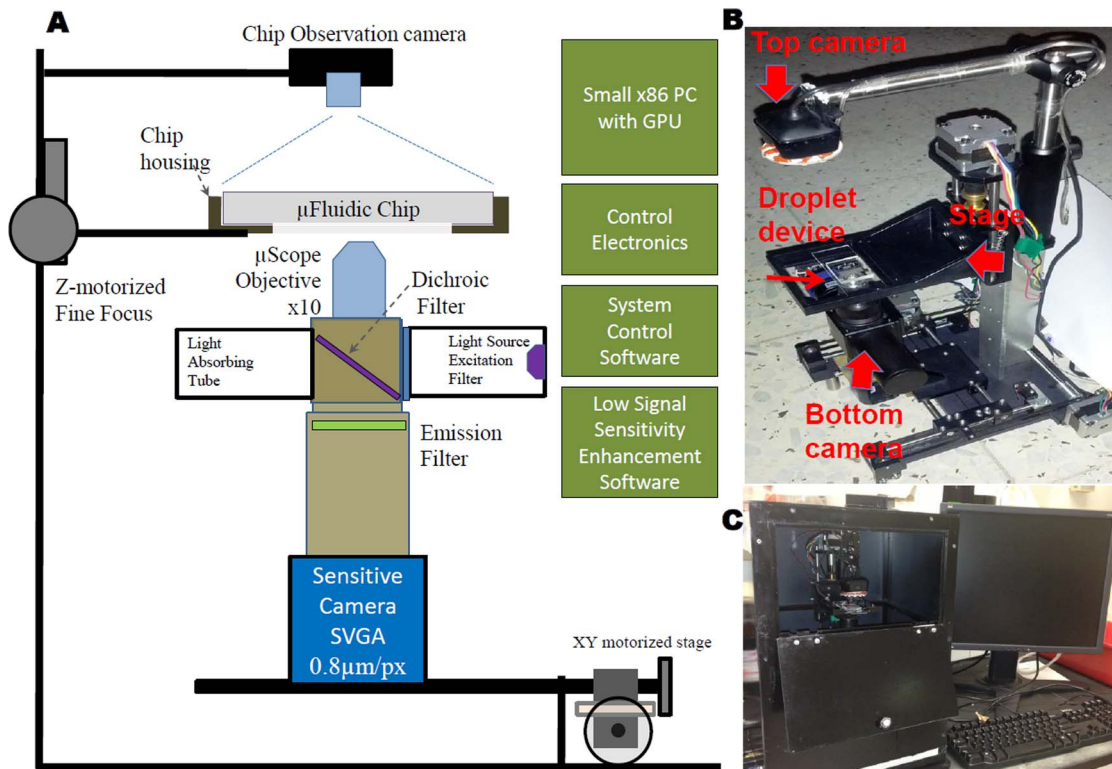 A
Chip Observation camera
Chip
housing
µFluidic Chip
µScope
Objective
x10
Dichroic
Filter
Z-motorized
Fine Focus
Light
Absorbing
Tube
Light Source
Excitation
Filter
Emission
Filter
Sensitive
Camera
SVGA
0.8µm/px
XY motorized stage
Small x86 PC
with GPU
Control
Electronics
System
Control
Software
Low Signal
Sensitivity
Enhancement
Software
B
Top camera
Droplet
device
Stage
Bottom
camera
C